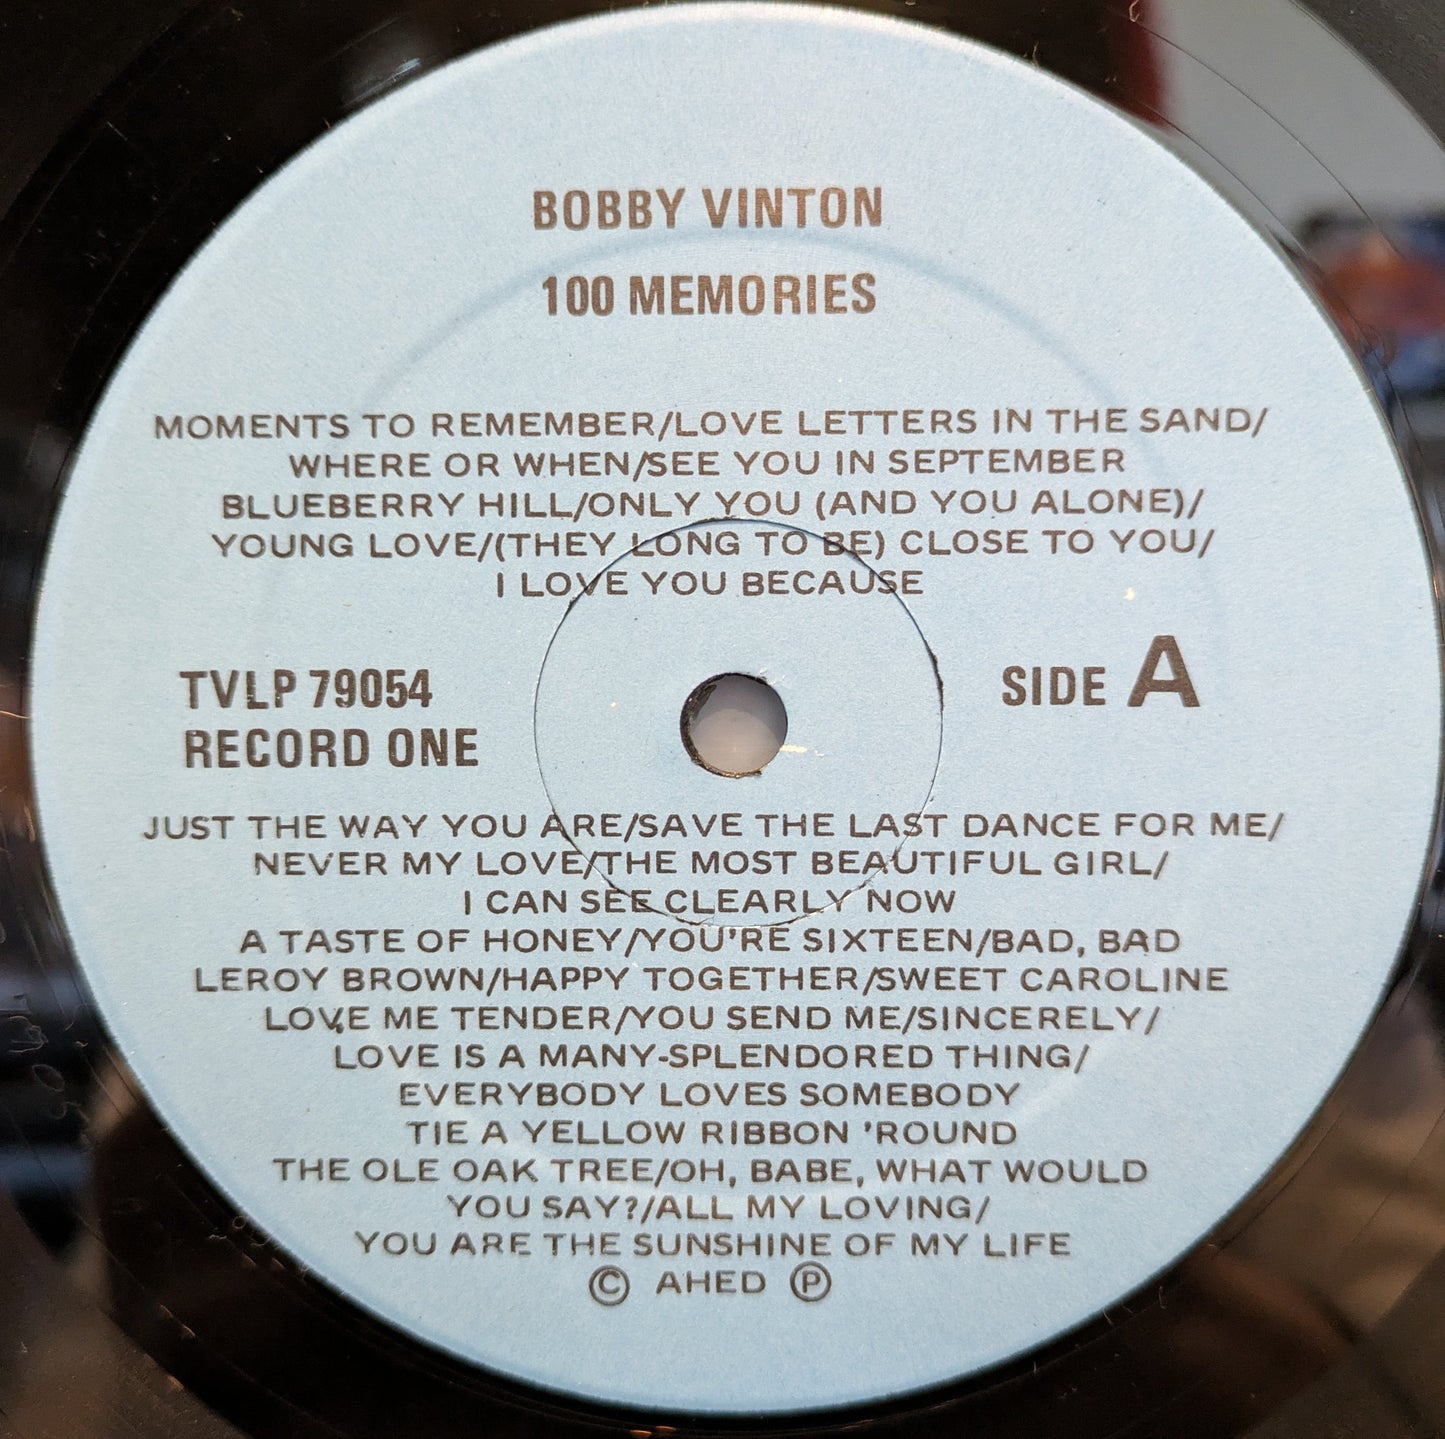 BOBBY VINTON
100 MEMORIES
MOMENTS TO REMEMBER/LOVE LETTERS IN THE SAND/
WHERE OR WHEN/SEE YOU IN SEPTEMBER
BLUEBERRY HILL/ONLY YOU (AND YOU ALONE)/
YOUNG LOVE/(THEY LONG TO BE) CLOSE TO YOU/
I LOVE YOU BECAUSE
TVLP 79054
RECORD ONE
SIDE A
JUST THE WAY YOU ARE/SAVE THE LAST DANCE FOR ME/
NEVER MY LOVE/THE MOST BEAUTIFUL GIRL/
I CAN SEE CLEARLY NOW
A TASTE OF HONEY/YOU'RE SIXTEEN/BAD, BAD
LEROY BROWN/HAPPY TOGETHER/SWEET CAROLINE
LOVE ME TENDER/YOU SEND ME/SINCERELY/
LOVE IS A MANY-SPLENDORED THING/
EVERYBODY LOVES SOMEBODY
TIE A YELLOW RIBBON 'ROUND
THE OLE OAK TREE/OH, BABE, WHAT WOULD
YOU SAY?/ALL MY LOVING/
YOU ARE THE SUNSHINE OF MY LIFE
© AHED ℗